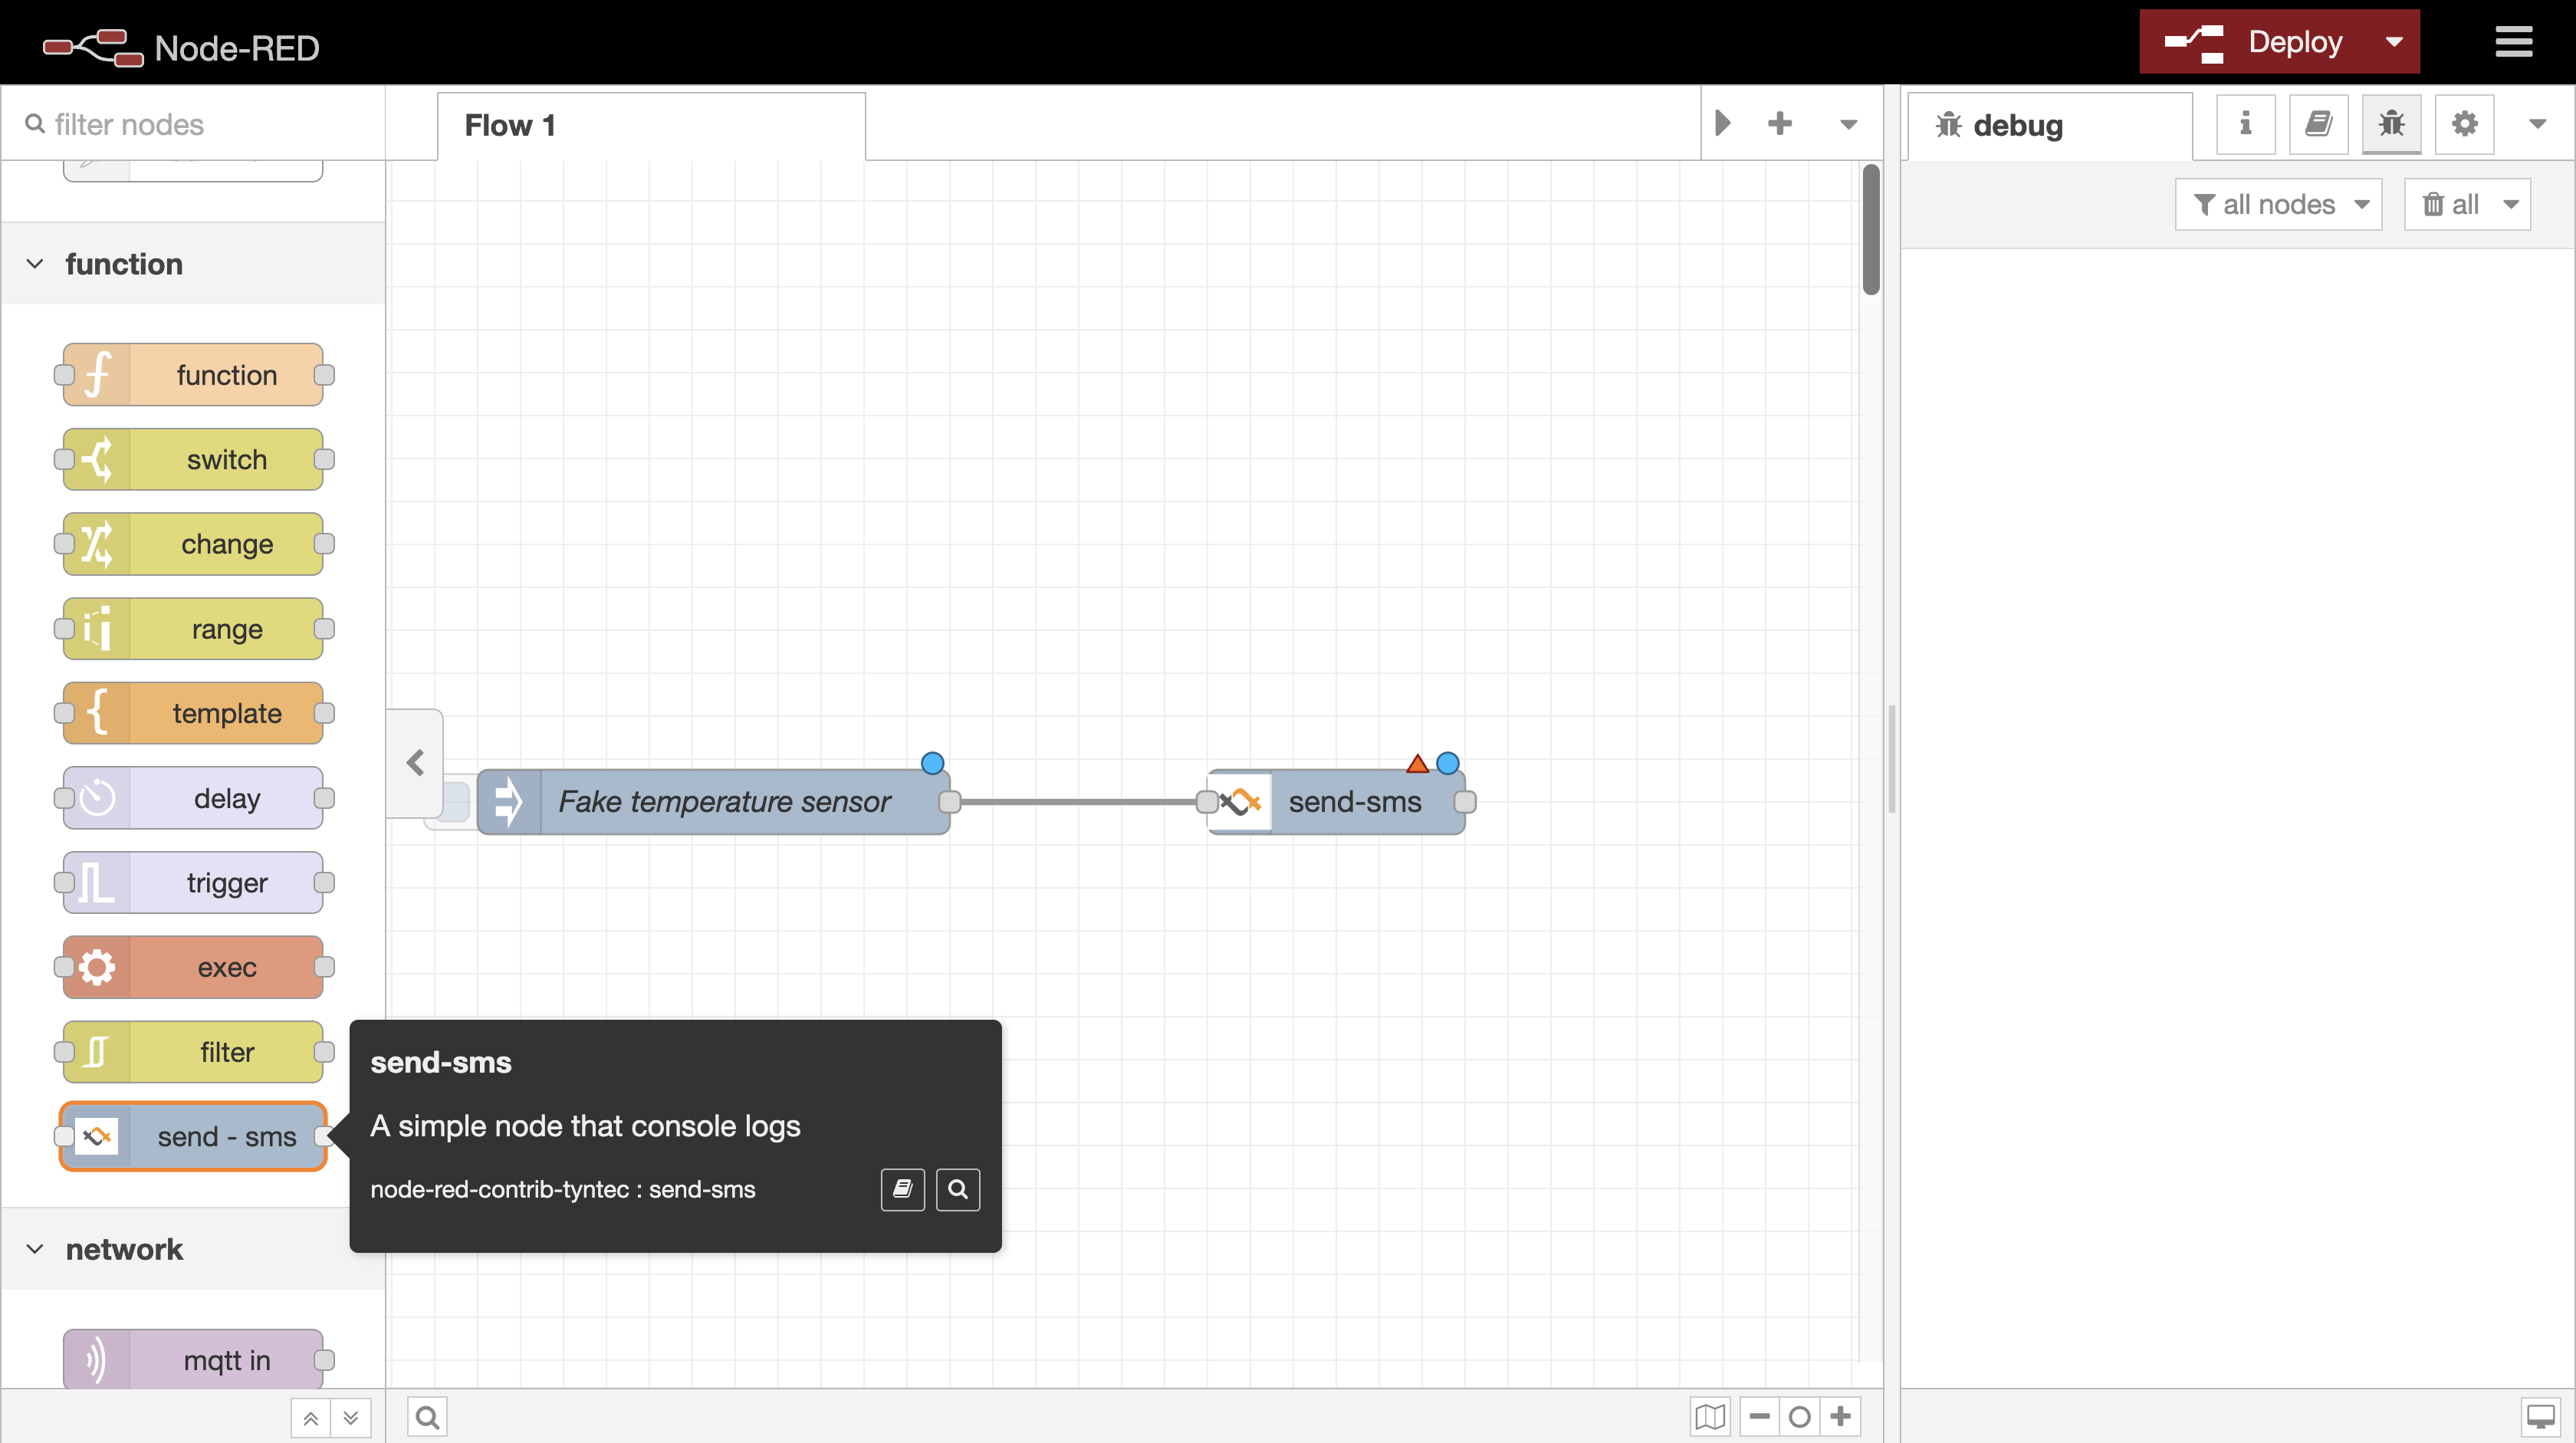 Node-RED
Deploy
filter nodes
Flow 1
debug
all nodes
all
function
function
switch
change
range
template
delay
trigger
exec
filter
send - sms
network
mqtt in
Fake temperature sensor
send-sms
send-sms
A simple node that console logs
node-red-contrib-tyntec : send-sms